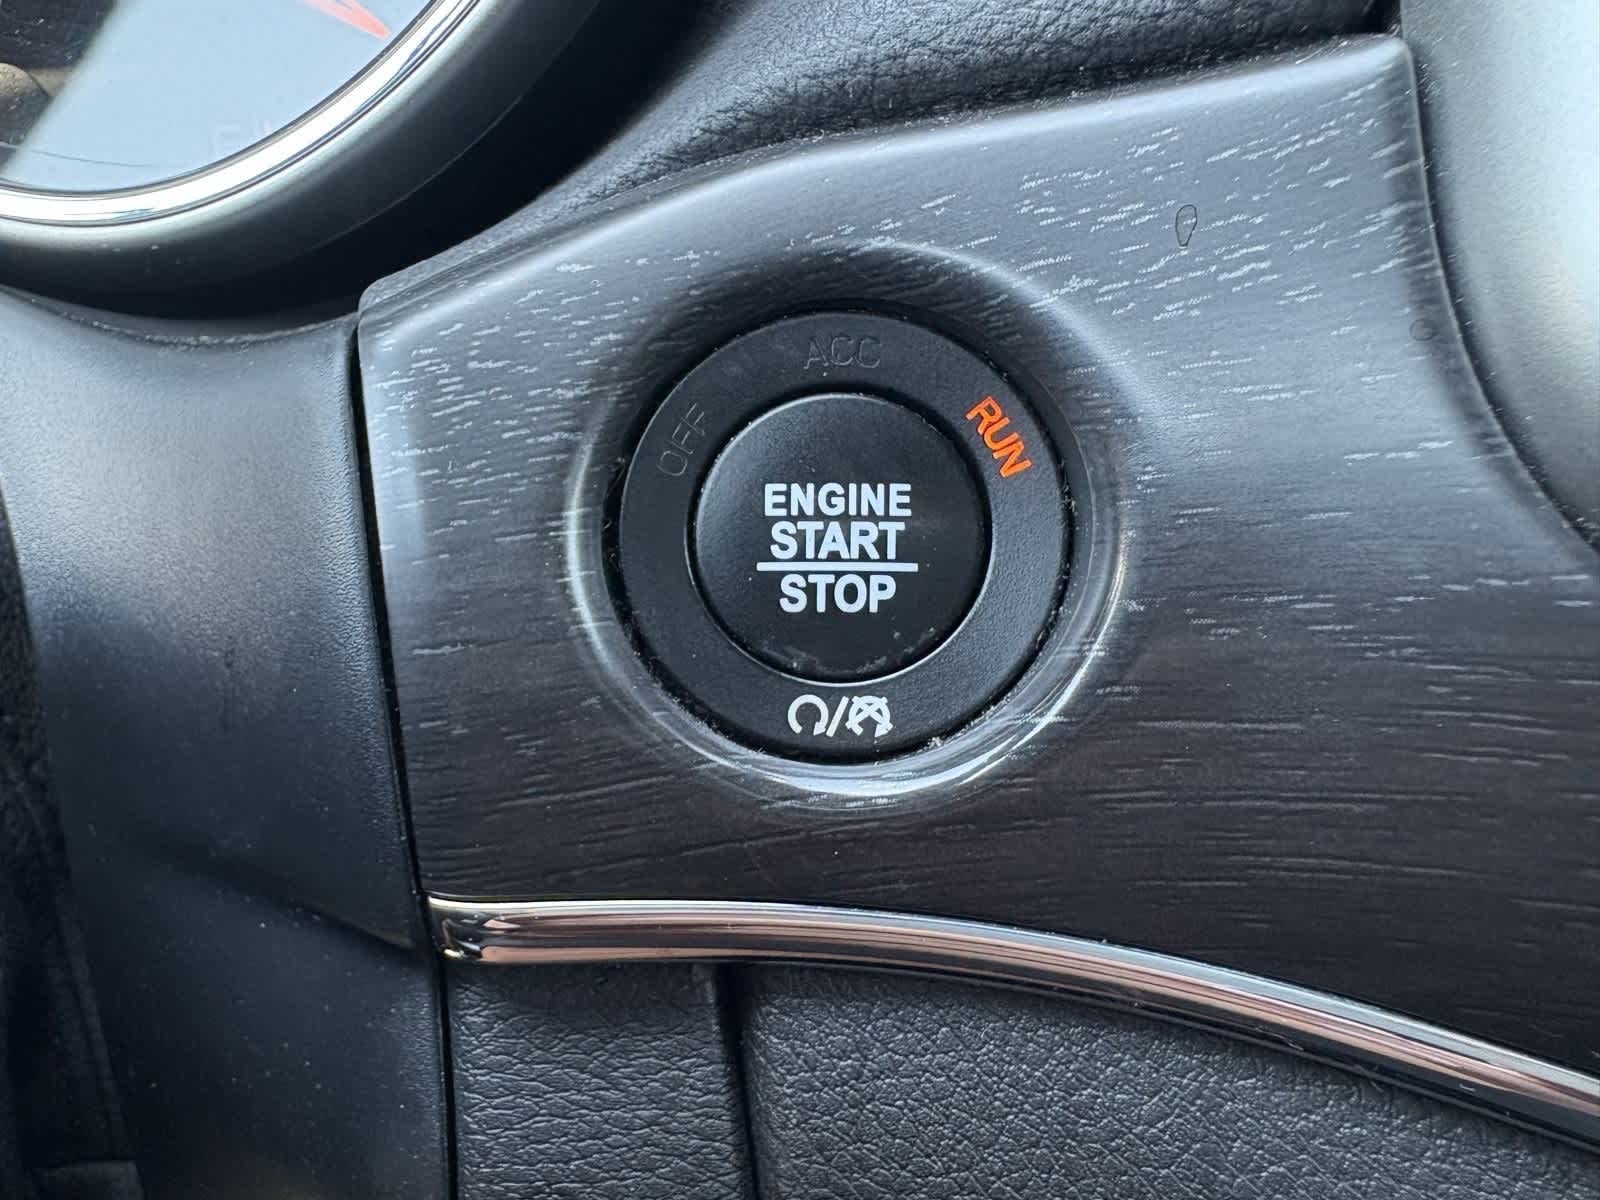 ACC
OFF
RUN
ENGINE
START
STOP